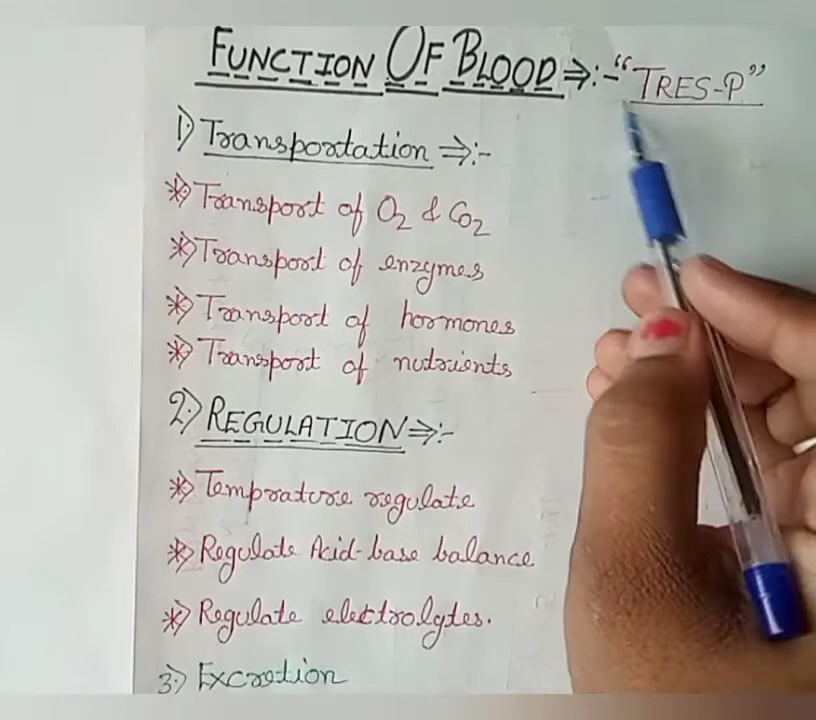 FUNCTION OF BLOOD ⇒:- "TRES-P"
1) Transportation ⇒:-
*) Transport of O2 & CO2
*) Transport of enzymes
*) Transport of hormones
*) Transport of nutrients
2) REGULATION ⇒:-
*) Temprature regulate
*) Regulate Acid-base balance
*) Regulate electrolytes.
3) Excretion